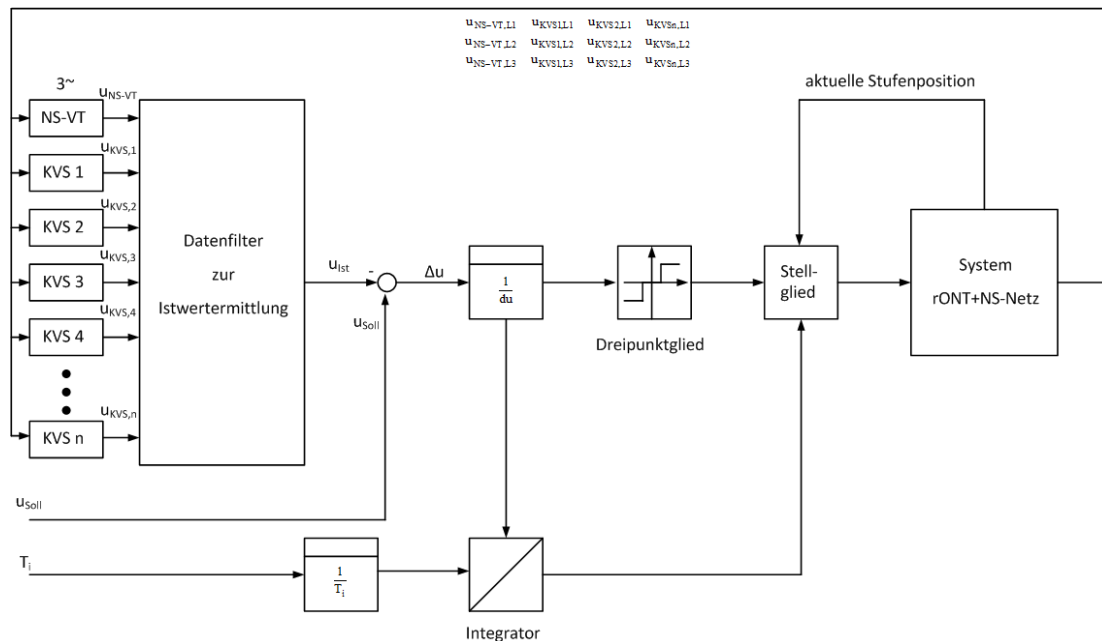 u_NS-VT,L1 u_KVS1,L1 u_KVS2,L1 u_KVSn,L1
u_NS-VT,L2 u_KVS1,L2 u_KVS2,L2 u_KVSn,L2
u_NS-VT,L3 u_KVS1,L3 u_KVS2,L3 u_KVSn,L3
aktuelle Stufenposition
3~
NS-VT
u_NS-VT
KVS 1
u_KVS,1
KVS 2
u_KVS,2
KVS 3
u_KVS,3
KVS 4
u_KVS,4
KVS n
u_KVS,n
Datenfilter
zur
Istwertermittlung
u_Ist
-
Δu
u_Soll
1
du
Dreipunktglied
Stell-
glied
System
rONT+NS-Netz
u_Soll
T_i
1
T_i
Integrator